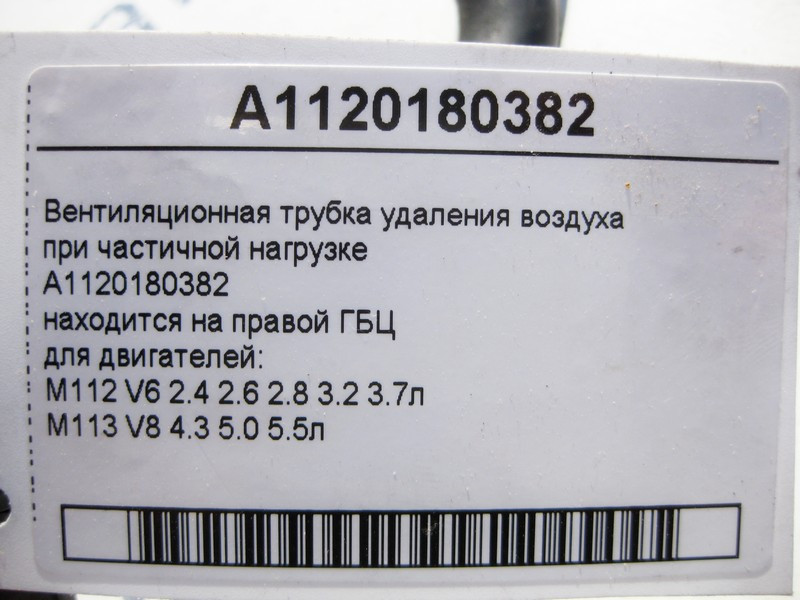 A1120180382
Вентиляционная трубка удаления воздуха
при частичной нагрузке
A1120180382
находится на правой ГБЦ
для двигателей:
M112 V6 2.4 2.6 2.8 3.2 3.7л
M113 V8 4.3 5.0 5.5л